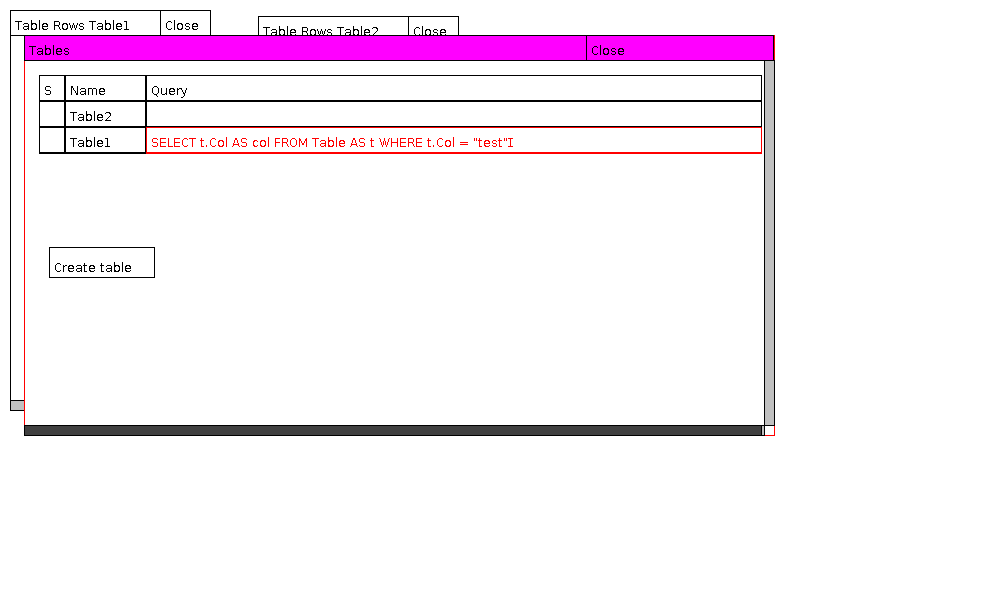 Table Rows Table1 Close
Table Rows Table2 Close
Tables Close
S Name Query
Table2
Table1 SELECT t.Col AS col FROM Table AS t WHERE t.Col = "test"
Create table